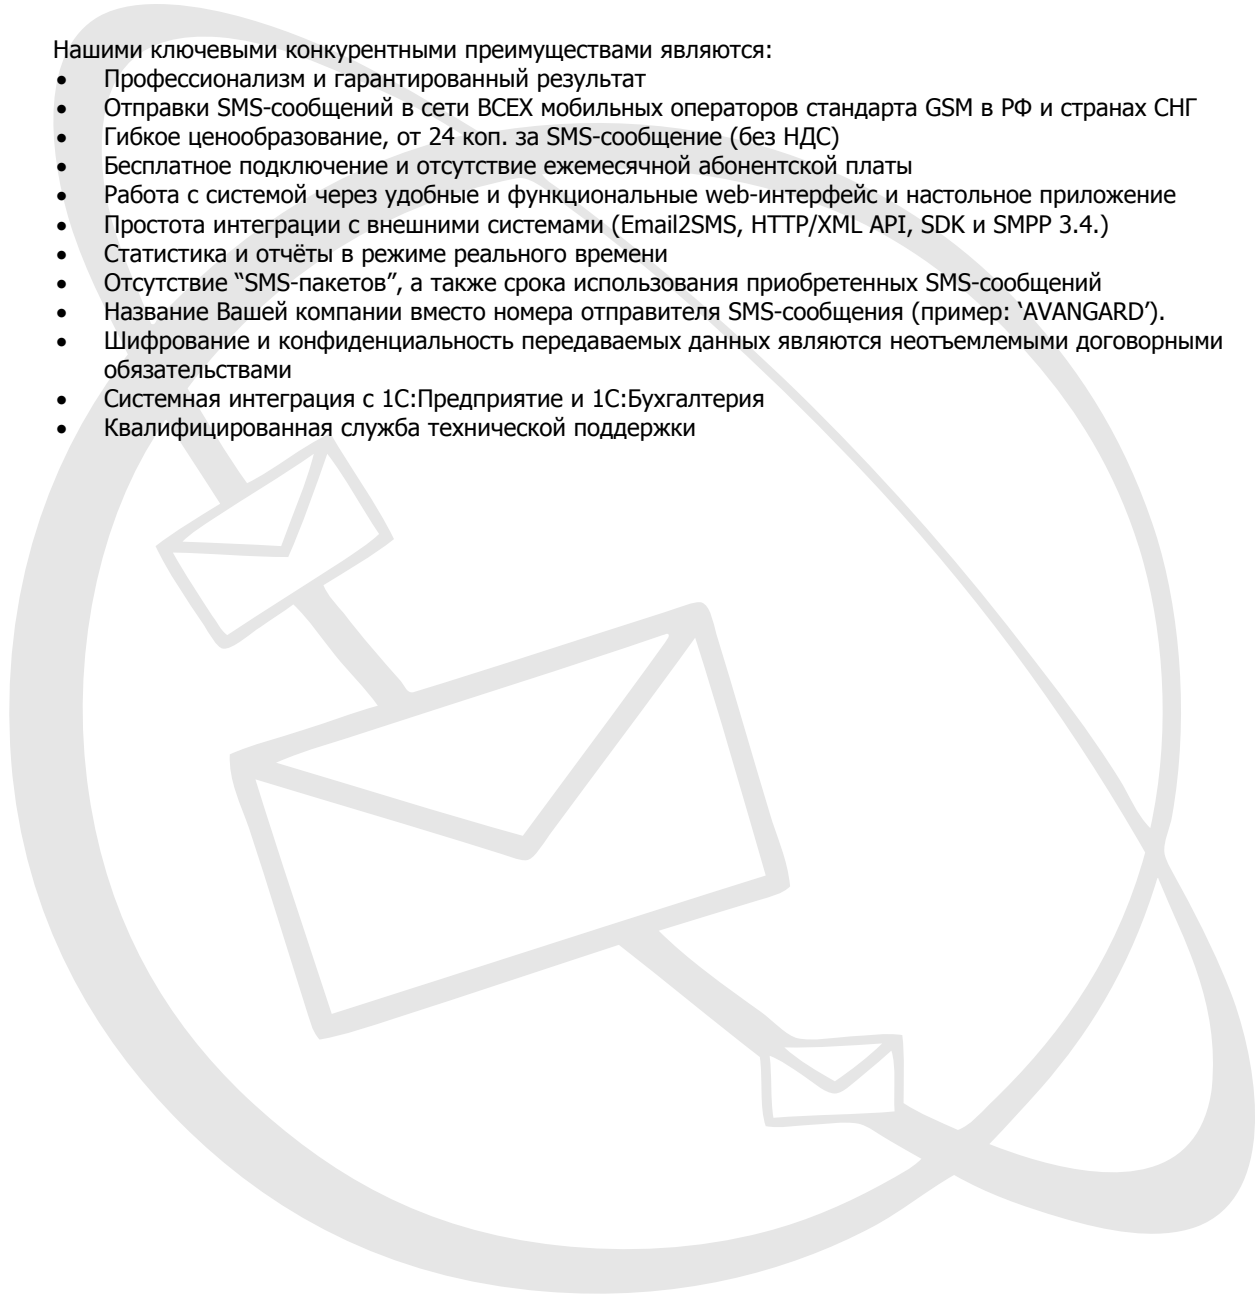 Нашими ключевыми конкурентными преимуществами являются:
• Профессионализм и гарантированный результат
• Отправки SMS-сообщений в сети ВСЕХ мобильных операторов стандарта GSM в РФ и странах СНГ
• Гибкое ценообразование, от 24 коп. за SMS-сообщение (без НДС)
• Бесплатное подключение и отсутствие ежемесячной абонентской платы
• Работа с системой через удобные и функциональные web-интерфейс и настольное приложение
• Простота интеграции с внешними системами (Email2SMS, HTTP/XML API, SDK и SMPP 3.4.)
• Статистика и отчёты в режиме реального времени
• Отсутствие “SMS-пакетов”, а также срока использования приобретенных SMS-сообщений
• Название Вашей компании вместо номера отправителя SMS-сообщения (пример: ‘AVANGARD’).
• Шифрование и конфиденциальность передаваемых данных являются неотъемлемыми договорными
обязательствами
• Системная интеграция с 1С:Предприятие и 1С:Бухгалтерия
• Квалифицированная служба технической поддержки